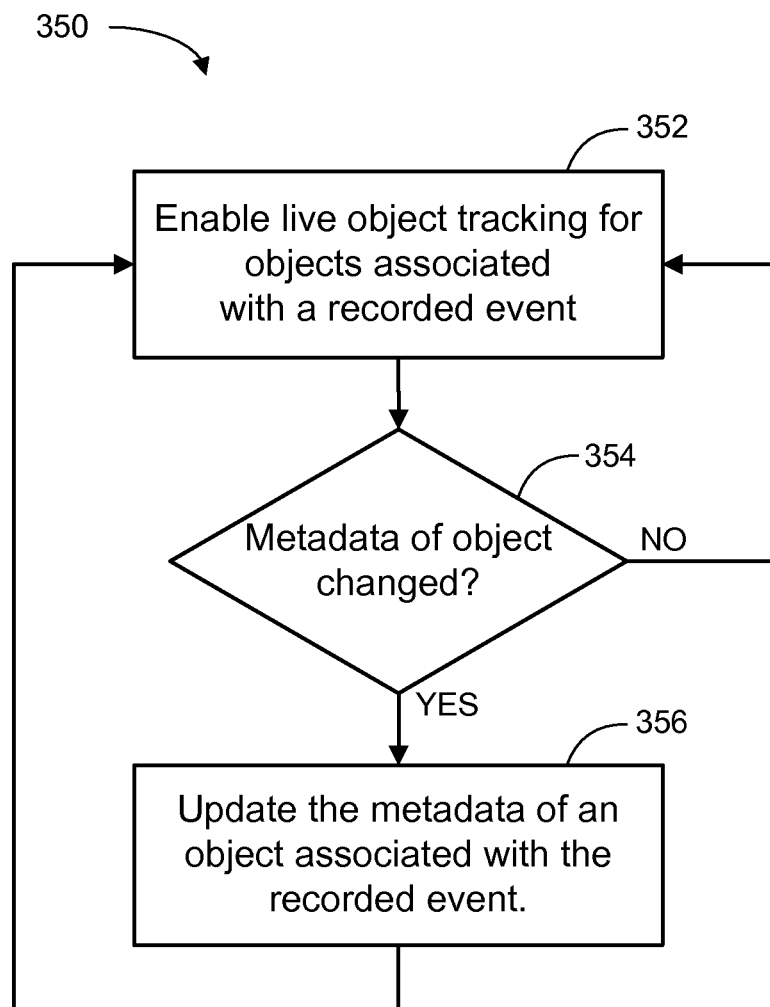 350
352
Enable live object tracking for
objects associated
with a recorded event
354
Metadata of object
changed?
NO
YES
356
Update the metadata of an
object associated with the
recorded event.